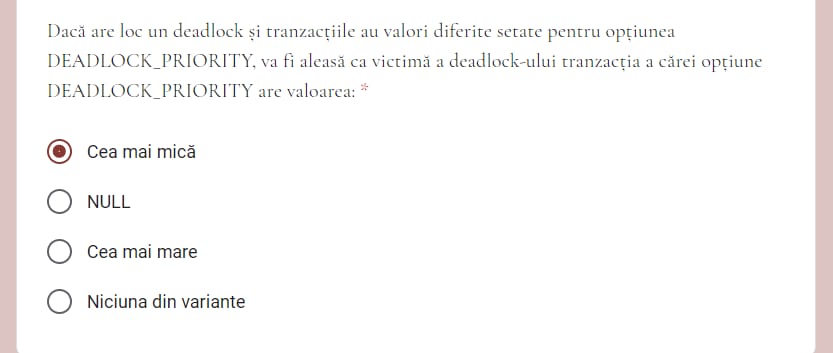 Dacă are loc un deadlock și tranzacțiile au valori diferite setate pentru opțiunea
DEADLOCK_PRIORITY, va fi aleasă ca victimă a deadlock-ului tranzacția a cărei opțiune
DEADLOCK_PRIORITY are valoarea: *
Cea mai mică
NULL
Cea mai mare
Niciuna din variante